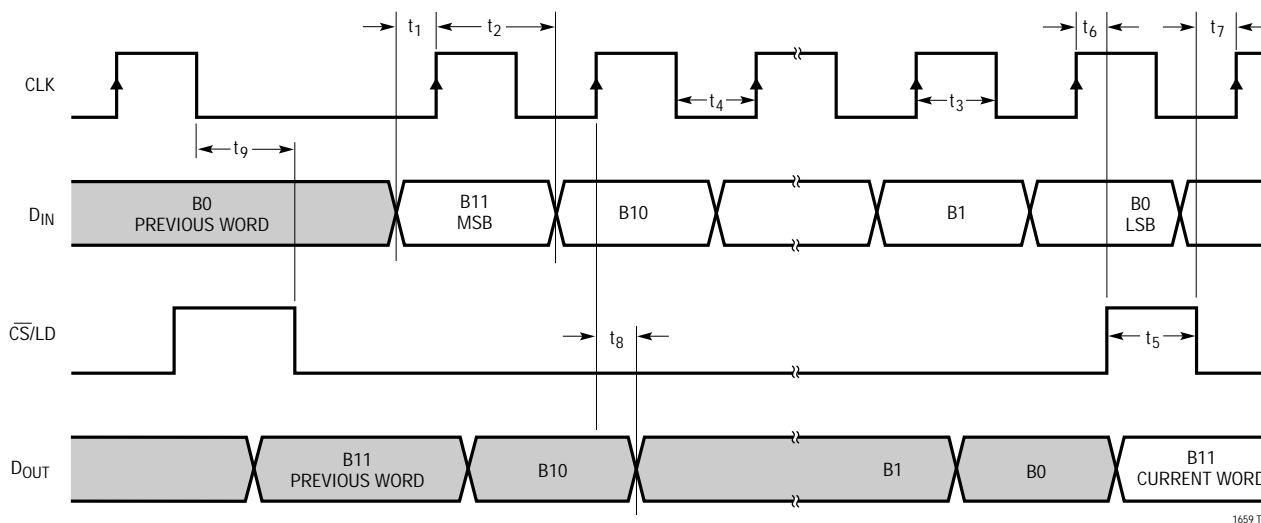 t1
t2
t6
t7
CLK
t4
t3
t9
DIN
B0
PREVIOUS WORD
B11
MSB
B10
B1
B0
LSB
CS/LD
t8
t5
DOUT
B11
PREVIOUS WORD
B10
B1
B0
B11
CURRENT WORD
1659 T